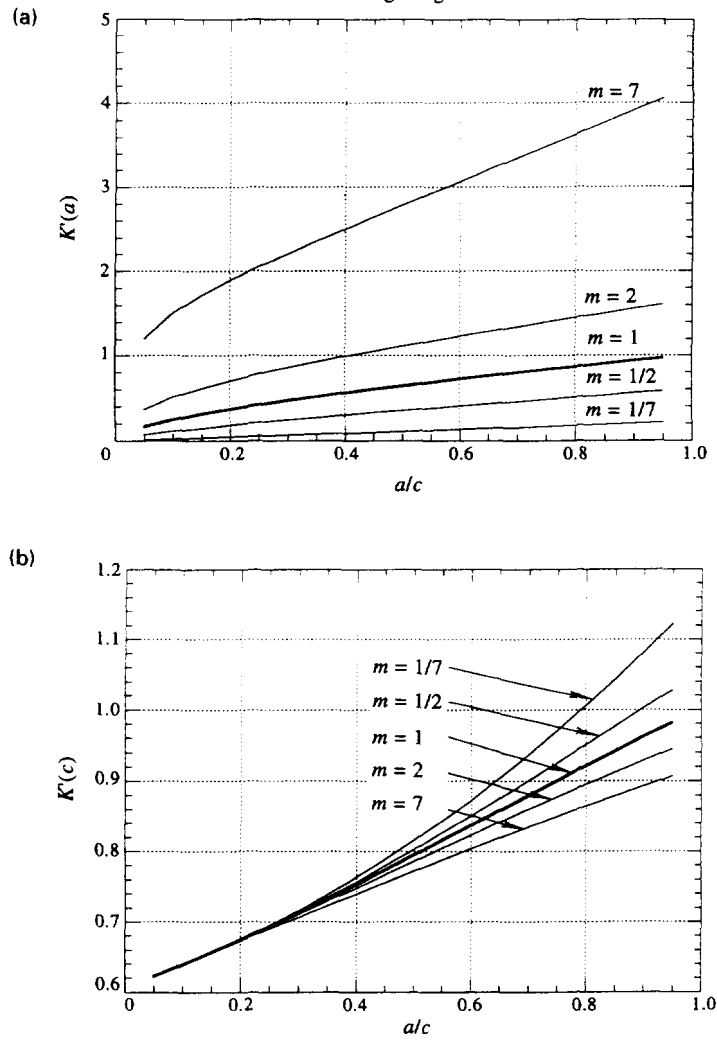 (a)
5
4
3
2
1
0
0.2
0.4
0.6
0.8
1.0
K'(a)
a/c
m = 7
m = 2
m = 1
m = 1/2
m = 1/7
(b)
1.2
1.1
1.0
0.9
0.8
0.7
0.6
0
0.2
0.4
0.6
0.8
1.0
K'(c)
a/c
m = 1/7
m = 1/2
m = 1
m = 2
m = 7